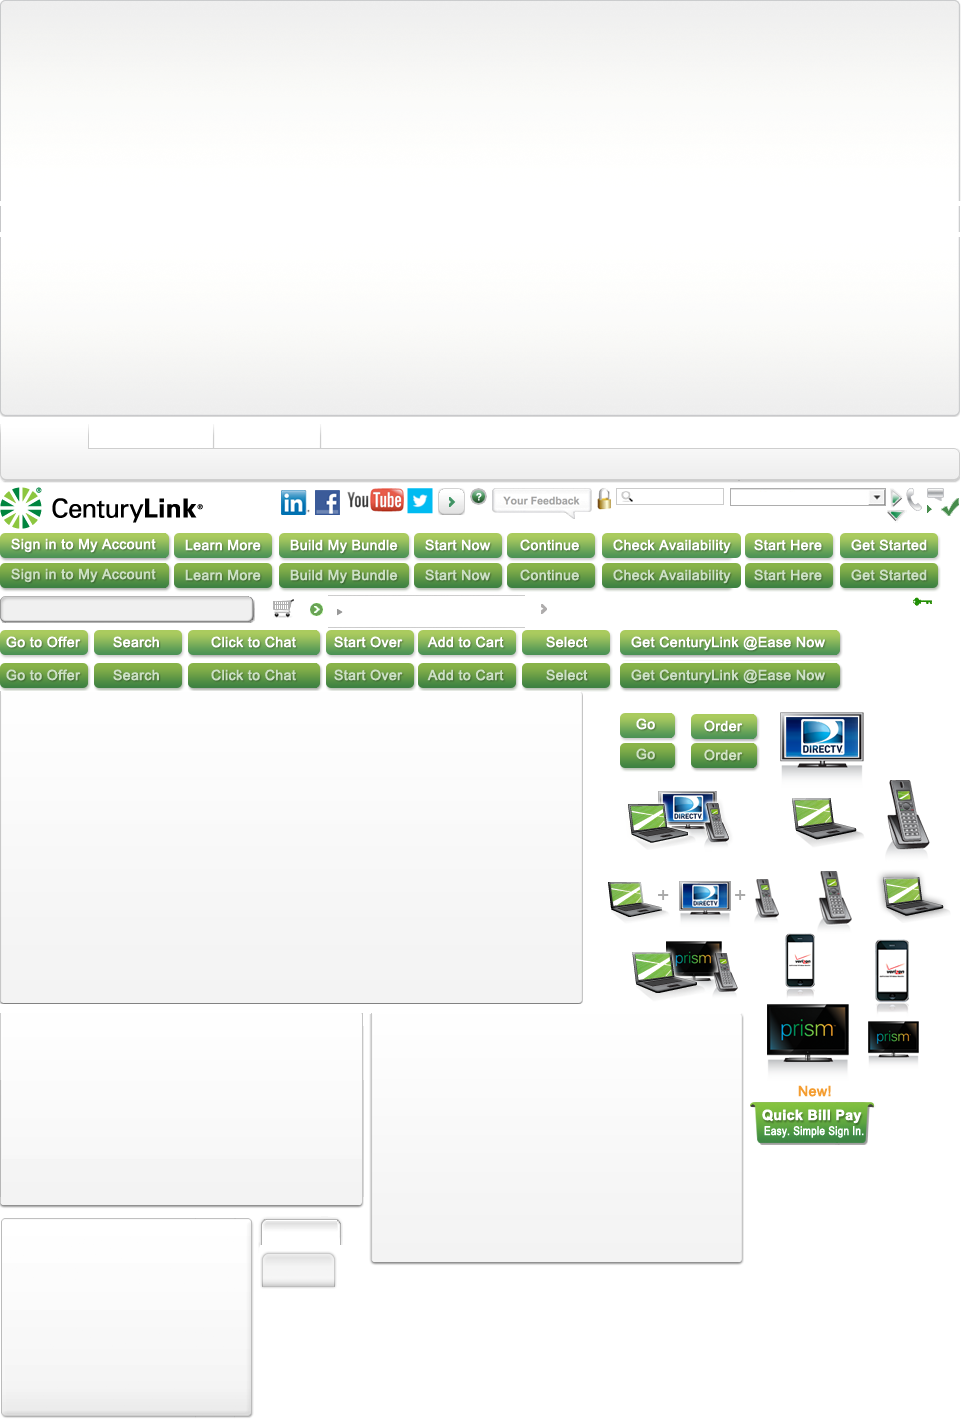 CenturyLink®
in
f
You Tube
?
Your Feedback
Sign in to My Account
Learn More
Build My Bundle
Start Now
Continue
Check Availability
Start Here
Get Started
Sign in to My Account
Learn More
Build My Bundle
Start Now
Continue
Check Availability
Start Here
Get Started
Go to Offer
Search
Click to Chat
Start Over
Add to Cart
Select
Get CenturyLink @Ease Now
Go to Offer
Search
Click to Chat
Start Over
Add to Cart
Select
Get CenturyLink @Ease Now
Go
Order
DIRECTV
Go
Order
DIRECTV
+
DIRECTV
+
prism
verizon
verizon
prism
prism
New!
Quick Bill Pay
Easy. Simple Sign In.